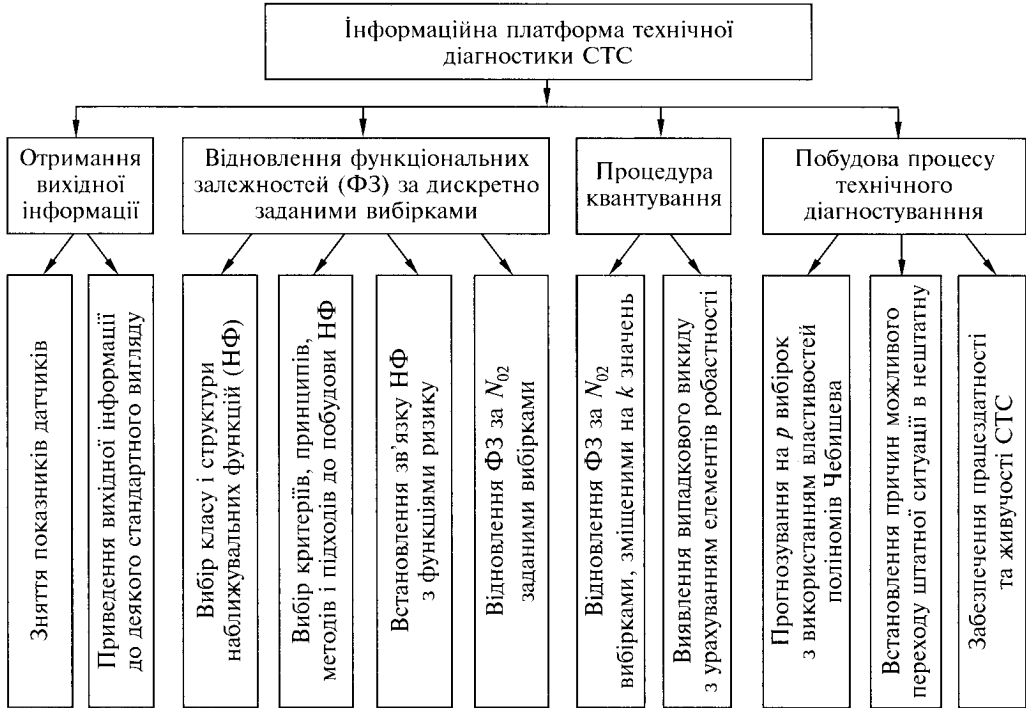 Інформаційна платформа технічної
діагностики СТС
Отримання
вихідної
інформації
Відновлення функціональних
залежностей (ФЗ) за дискретно
заданими вибірками
Процедура
квантування
Побудова процесу
технічного
діагностуванння
Зняття показників датчиків
Приведення вихідної інформації
до деякого стандартного вигляду
Вибір класу і структури
наближувальних функцій (НФ)
Вибір критеріїв, принципів,
методів і підходів до побудови НФ
Встановлення зв'язку НФ
з функціями ризику
Відновлення ФЗ за N02
заданими вибірками
Відновлення ФЗ за N02
вибірками, зміщеними на k значень
Виявлення випадкового викиду
з урахуванням елементів робастності
Прогнозування на p вибірок
з використанням властивостей
поліномів Чебишева
Встановлення причин можливого
переходу штатної ситуації в нештатну
Забезпечення працездатності
та живучості СТС